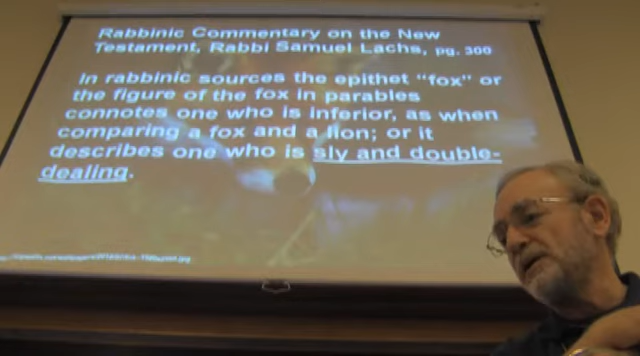 Rabbinic Commentary on the New
Testament, Rabbi Samuel Lachs, pg. 300
In rabbinic sources the epithet "fox" or
the figure of the fox in parables
connotes one who is inferior, as when
comparing a fox and a lion; or it
describes one who is sly and double-
dealing.